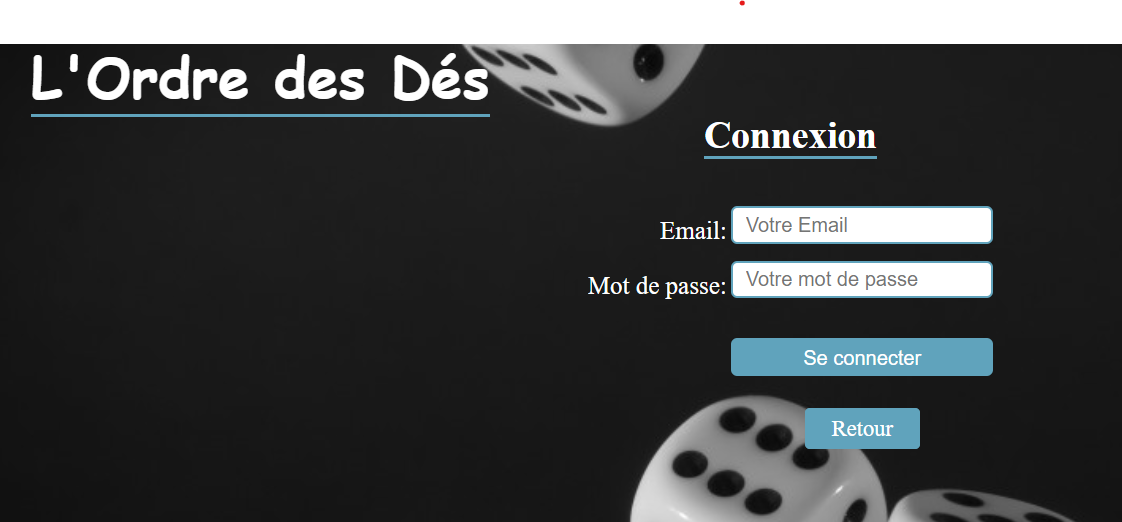 L'Ordre des Dés
Connexion
Email: Votre Email
Mot de passe: Votre mot de passe
Se connecter
Retour